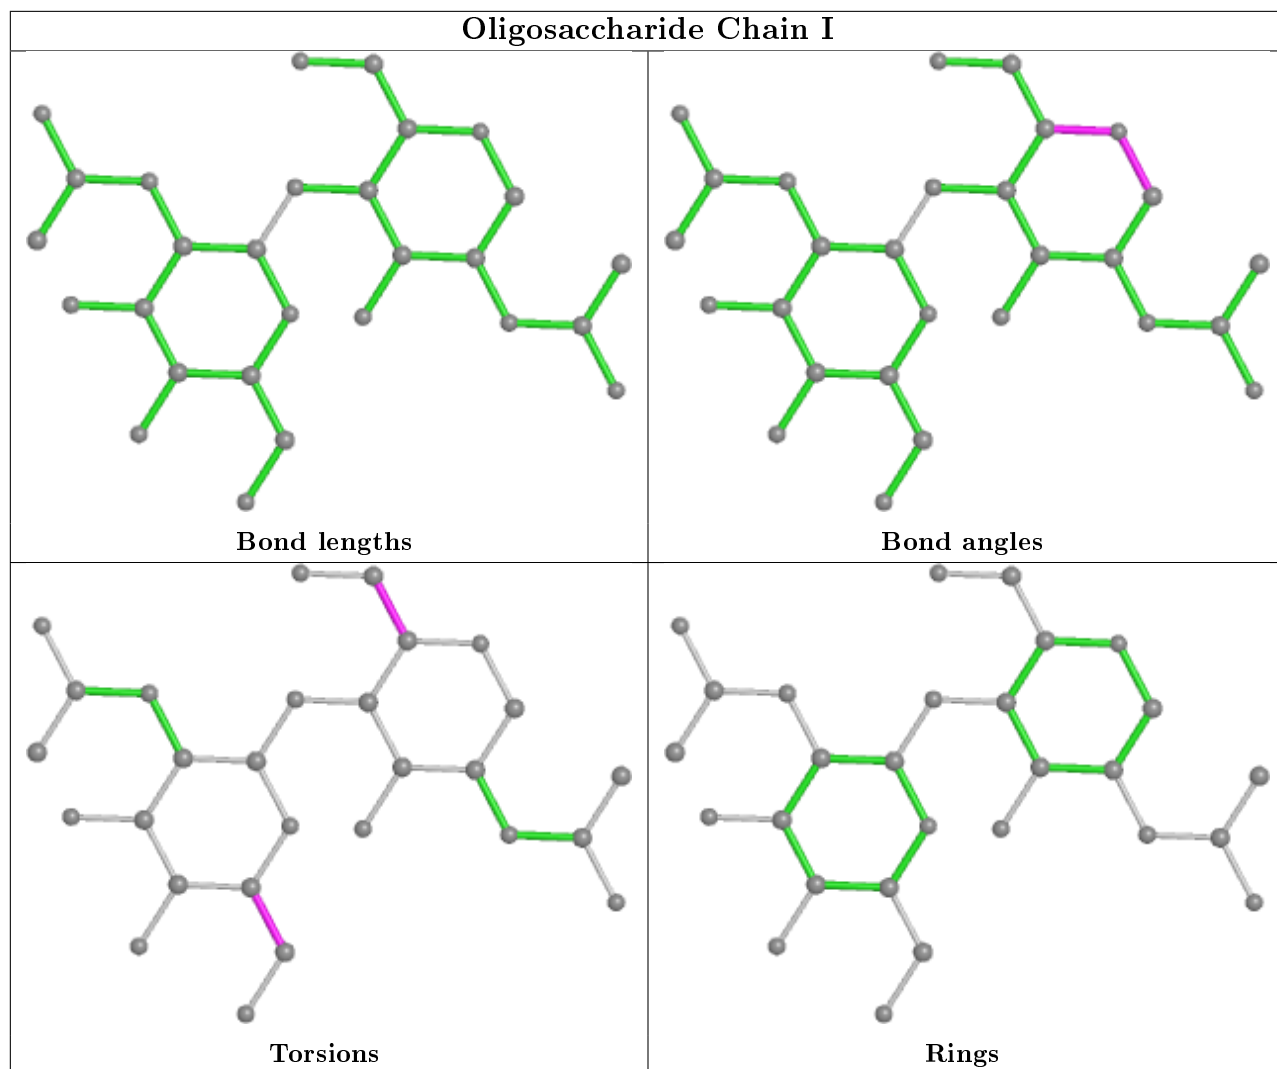 Oligosaccharide Chain I
Bond lengths
Bond angles
Torsions
Rings